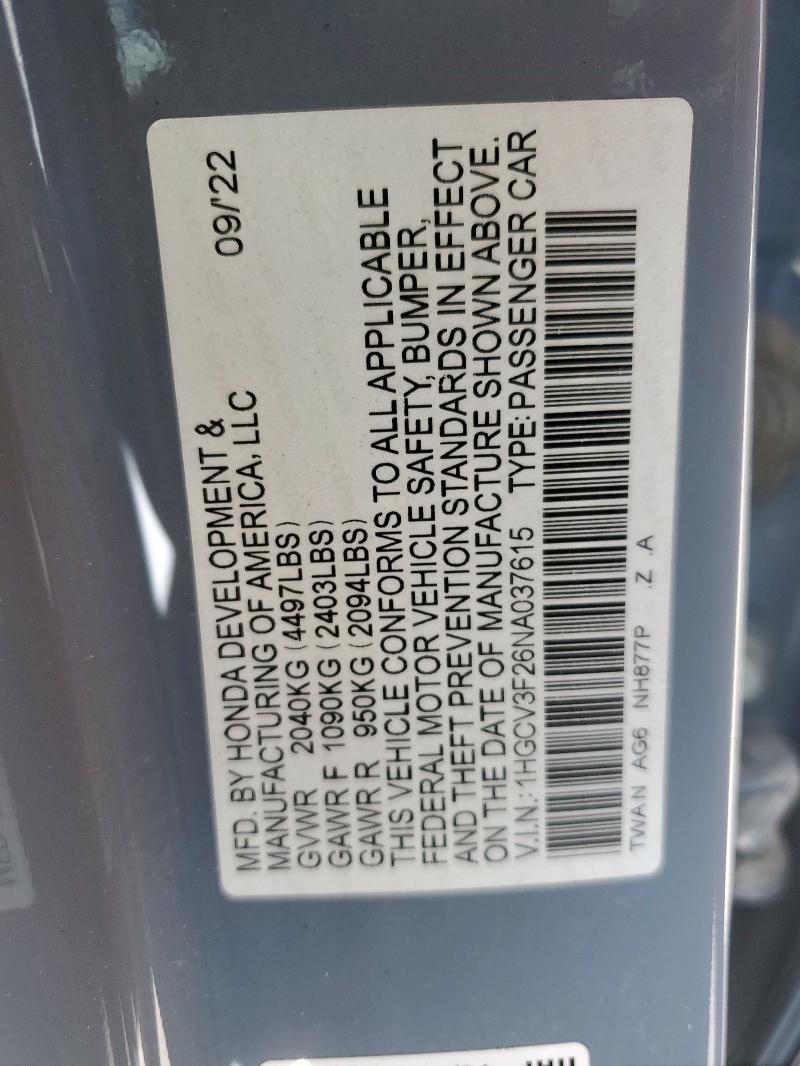 MFD. BY HONDA DEVELOPMENT & 09/'22
MANUFACTURING OF AMERICA, LLC
GVWR 2040KG (4497LBS)
GAWR F 1090KG (2403LBS)
GAWR R 950KG (2094LBS)
THIS VEHICLE CONFORMS TO ALL APPLICABLE
FEDERAL MOTOR VEHICLE SAFETY, BUMPER,
AND THEFT PREVENTION STANDARDS IN EFFECT
ON THE DATE OF MANUFACTURE SHOWN ABOVE.
V.I.N.: 1HGCV3F26NA037615 TYPE: PASSENGER CAR
TWAN AG6 NH877P .Z .A